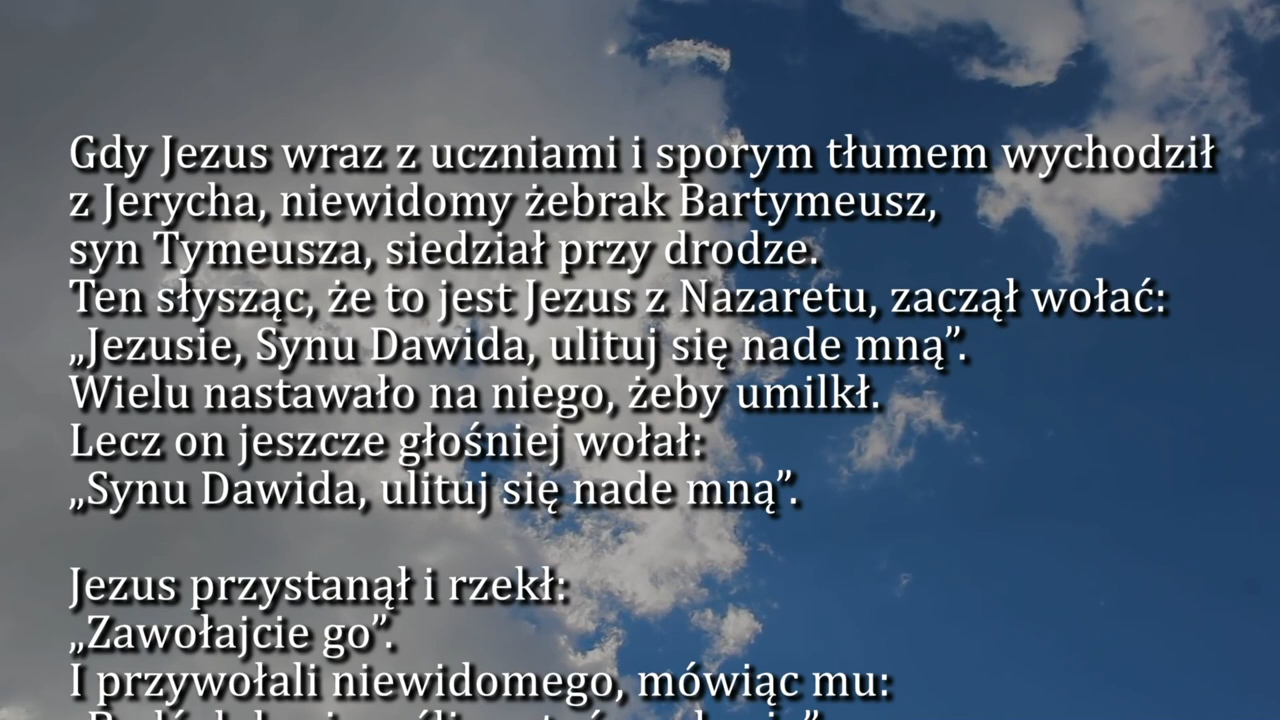 Gdy Jezus wraz z uczniami i sporym tłumem wychodził
z Jerycha, niewidomy żebrak Bartymeusz,
syn Tymeusza, siedział przy drodze.
Ten słysząc, że to jest Jezus z Nazaretu, zaczął wołać:
„Jezusie, Synu Dawida, ulituj się nade mną”.
Wielu nastawało na niego, żeby umilkł.
Lecz on jeszcze głośniej wołał:
„Synu Dawida, ulituj się nade mną”.
Jezus przystanął i rzekł:
„Zawołajcie go”.
I przywołali niewidomego, mówiąc mu: